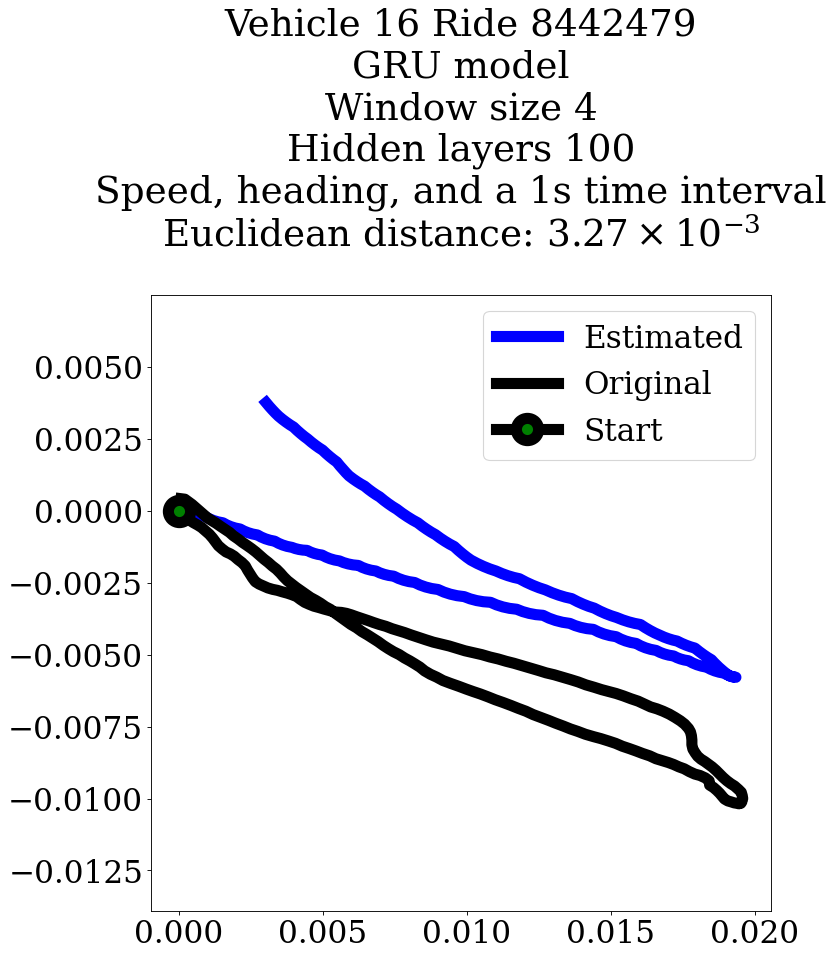 Vehicle 16 Ride 8442479
GRU model
Window size 4
Hidden layers 100
Speed, heading, and a 1s time interval
Euclidean distance: 3.27 × 10⁻³
Estimated
Original
Start
0.0050
0.0025
0.0000
−0.0025
−0.0050
−0.0075
−0.0100
−0.0125
0.000 0.005 0.010 0.015 0.020